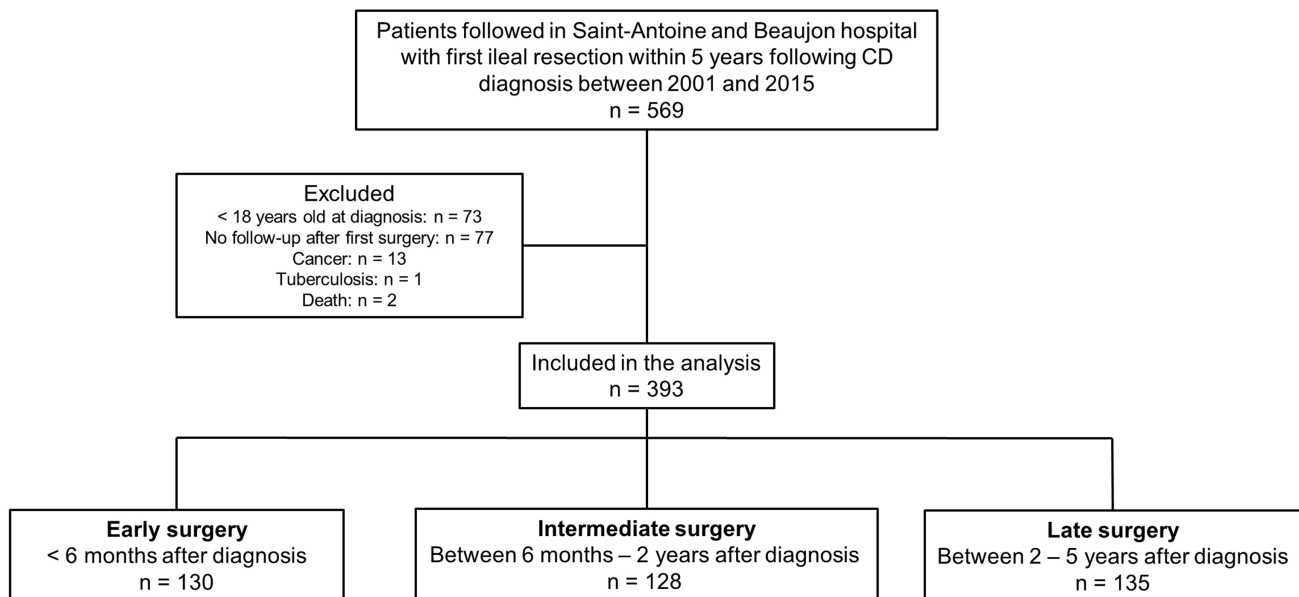 Patients followed in Saint-Antoine and Beaujon hospital
with first ileal resection within 5 years following CD
diagnosis between 2001 and 2015
n = 569
Excluded
< 18 years old at diagnosis: n = 73
No follow-up after first surgery: n = 77
Cancer: n = 13
Tuberculosis: n = 1
Death: n = 2
Included in the analysis
n = 393
Early surgery
< 6 months after diagnosis
n = 130
Intermediate surgery
Between 6 months – 2 years after diagnosis
n = 128
Late surgery
Between 2 – 5 years after diagnosis
n = 135